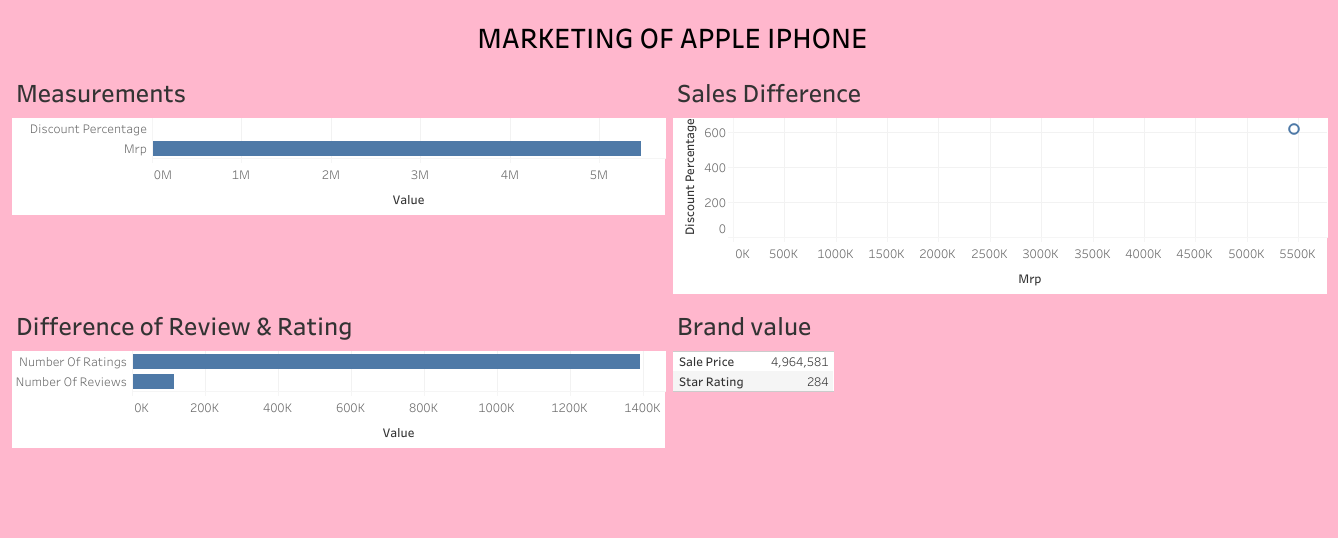 MARKETING OF APPLE IPHONE
Measurements
Discount Percentage
Mrp
0M 1M 2M 3M 4M 5M
Value
Sales Difference
Discount Percentage
600
400
200
0
0K 500K 1000K 1500K 2000K 2500K 3000K 3500K 4000K 4500K 5000K 5500K
Mrp
Difference of Review & Rating
Number Of Ratings
Number Of Reviews
0K 200K 400K 600K 800K 1000K 1200K 1400K
Value
Brand value
Sale Price 4,964,581
Star Rating 284